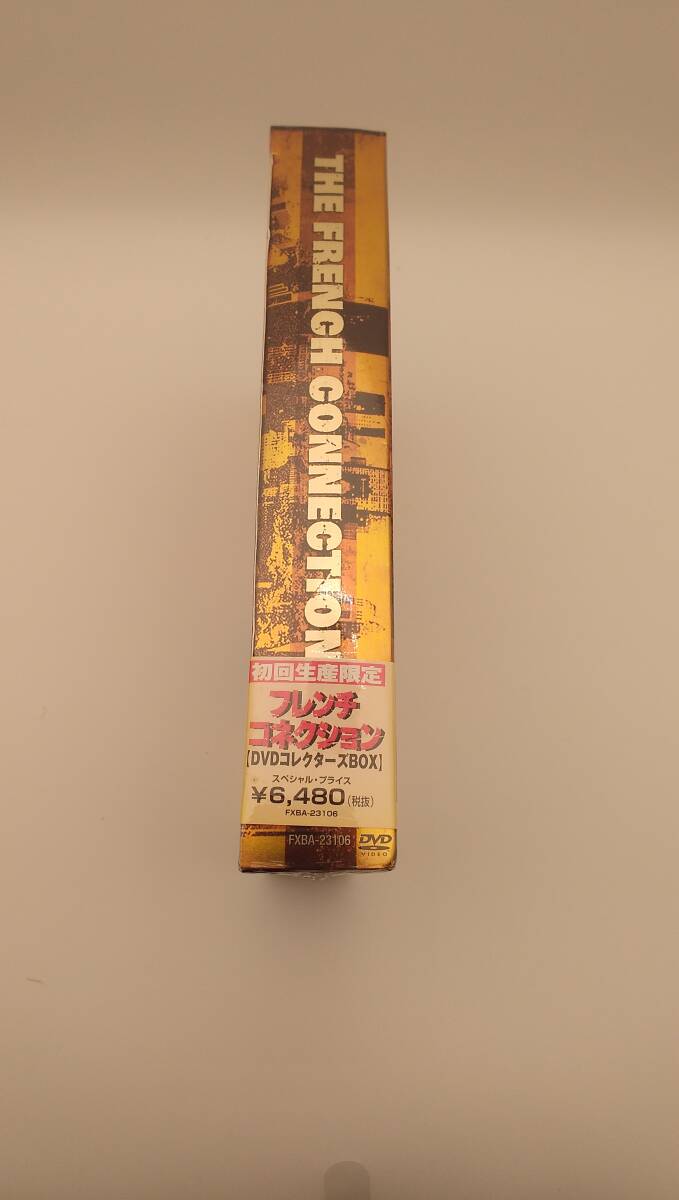 THE FRENCH CONNECTION
初回生産限定
フレンチ
コネクション
[DVDコレクターズBOX]
スペシャル・プライス
¥6,480(税抜)
FXBA-23106
FXBA-23106
DVD
VIDEO